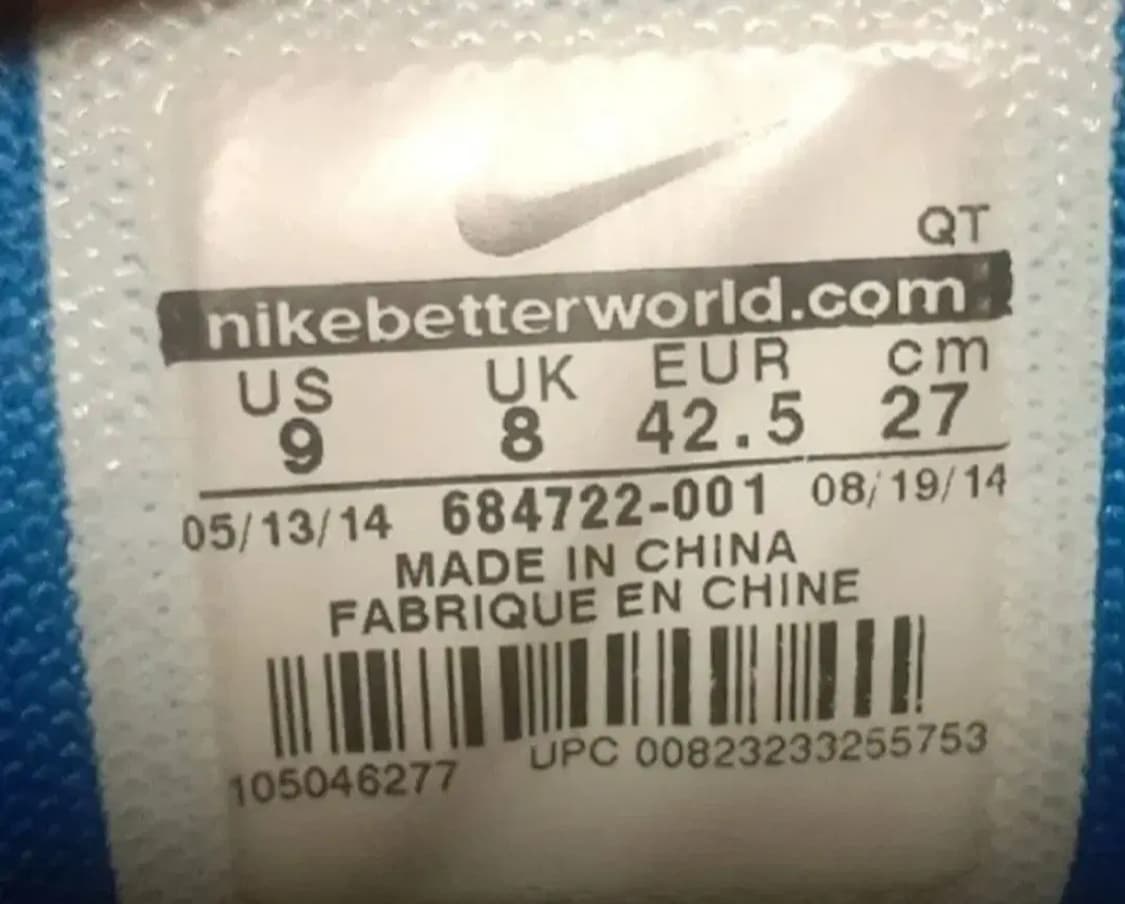 QT
nikebetterworld.com
US UK EUR cm
9 8 42.5 27
05/13/14 684722-001 08/19/14
MADE IN CHINA
FABRIQUE EN CHINE
105046277 UPC 00823233255753